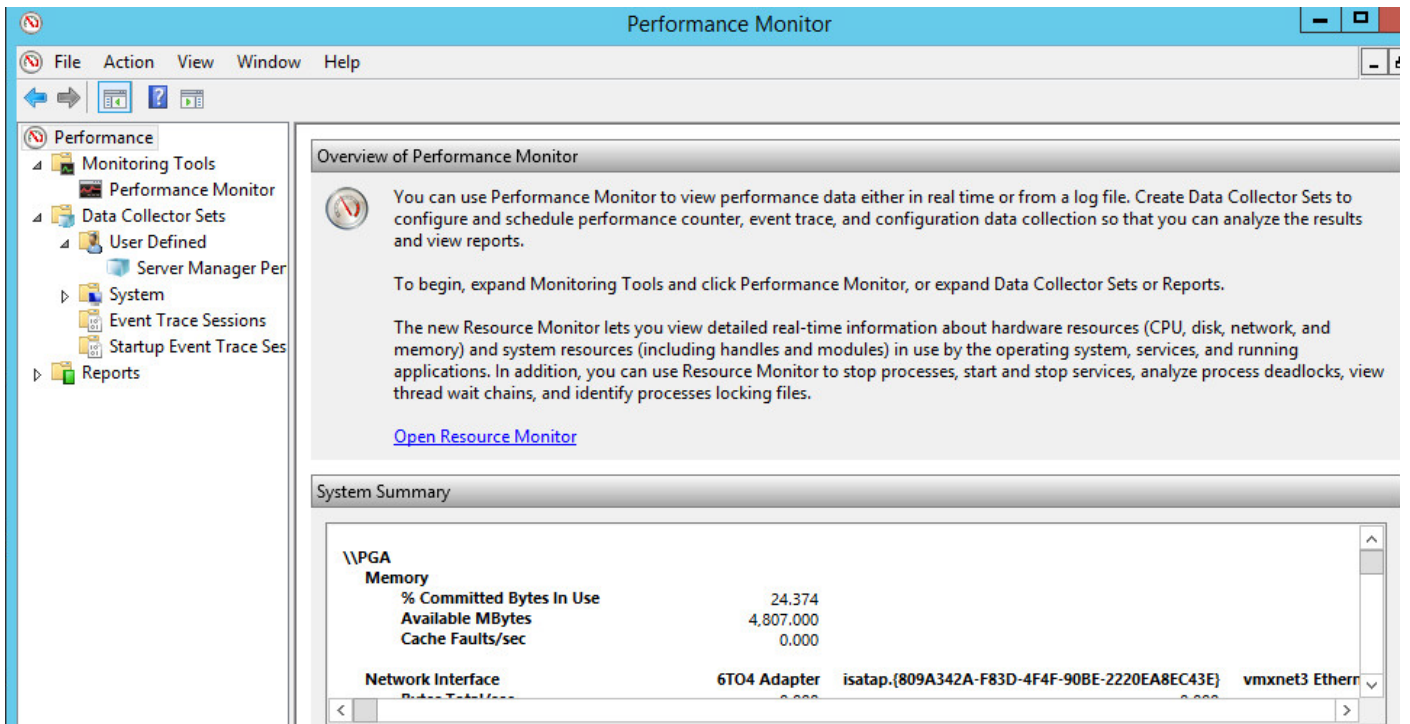 Performance Monitor
File Action View Window Help
Performance
Monitoring Tools
Performance Monitor
Data Collector Sets
User Defined
Server Manager Per
System
Event Trace Sessions
Startup Event Trace Ses
Reports
Overview of Performance Monitor
You can use Performance Monitor to view performance data either in real time or from a log file. Create Data Collector Sets to
configure and schedule performance counter, event trace, and configuration data collection so that you can analyze the results
and view reports.
To begin, expand Monitoring Tools and click Performance Monitor, or expand Data Collector Sets or Reports.
The new Resource Monitor lets you view detailed real-time information about hardware resources (CPU, disk, network, and
memory) and system resources (including handles and modules) in use by the operating system, services, and running
applications. In addition, you can use Resource Monitor to stop processes, start and stop services, analyze process deadlocks, view
thread wait chains, and identify processes locking files.
Open Resource Monitor
System Summary
\\PGA
Memory
% Committed Bytes In Use 24.374
Available MBytes 4,807.000
Cache Faults/sec 0.000
Network Interface 6TO4 Adapter isatap.{809A342A-F83D-4F4F-90BE-2220EA8EC43E} vmxnet3 Ethern